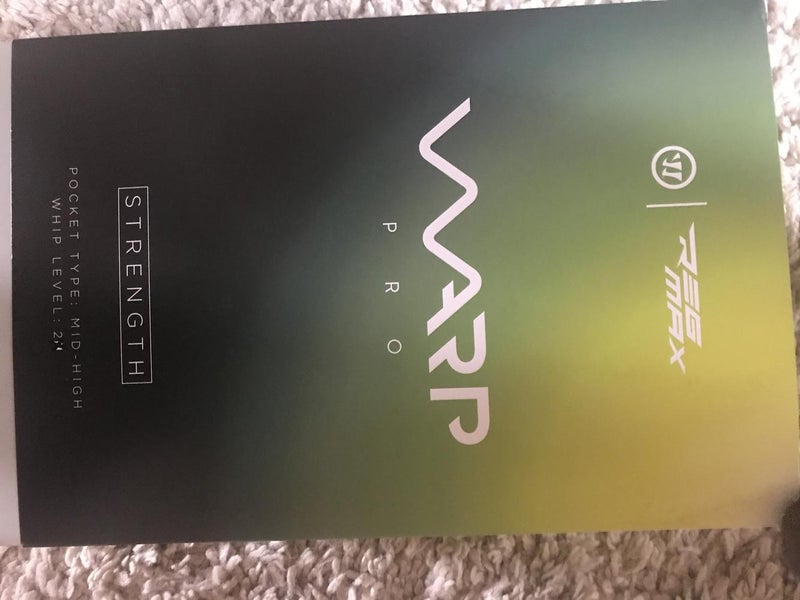 REG
MAX
WARP
PRO
STRENGTH
POCKET TYPE: MID-HIGH
WHIP LEVEL: 2